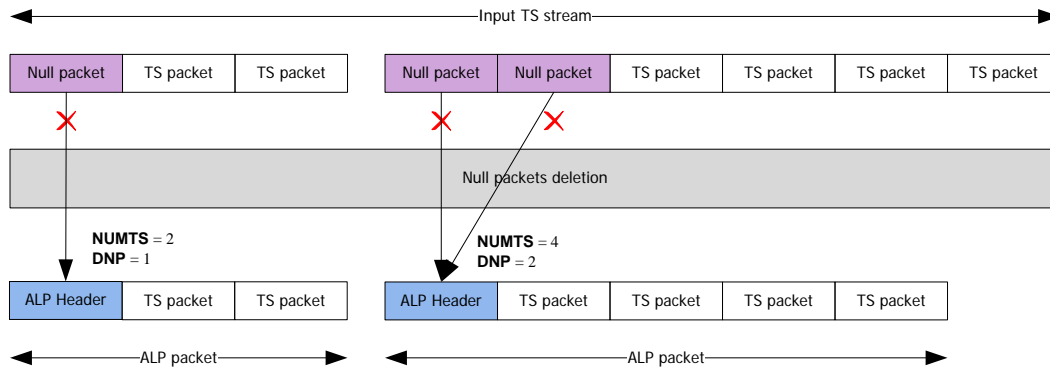 Input TS stream
Null packet TS packet TS packet Null packet Null packet TS packet TS packet TS packet TS packet
Null packets deletion
NUMTS = 2
DNP = 1
NUMTS = 4
DNP = 2
ALP Header TS packet TS packet ALP Header TS packet TS packet TS packet TS packet
ALP packet ALP packet